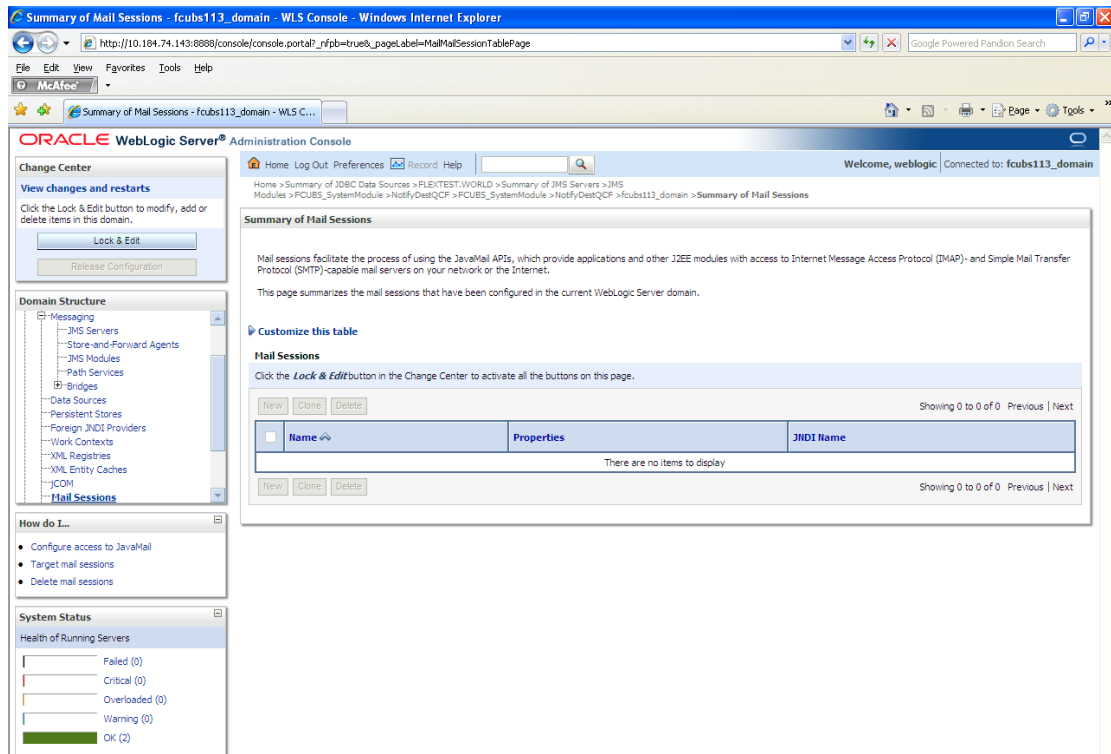 Summary of Mail Sessions - fcubs113_domain - WLS Console - Windows Internet Explorer
http://10.184.74.143:8888/console/console.portal?_nfpb=true&_pageLabel=MailMailSessionTablePage
Google Powered Pandion Search
File Edit View Favorites Tools Help
McAfee
Summary of Mail Sessions - fcubs113_domain - WLS C...
Page Tools
ORACLE WebLogic Server® Administration Console
Change Center
View changes and restarts
Click the Lock & Edit button to modify, add or
delete items in this domain.
Lock & Edit
Release Configuration
Domain Structure
Messaging
JMS Servers
Store-and-Forward Agents
JMS Modules
Path Services
Bridges
Data Sources
Persistent Stores
Foreign JNDI Providers
Work Contexts
XML Registries
XML Entity Caches
jCOM
Mail Sessions
How do I...
Configure access to JavaMail
Target mail sessions
Delete mail sessions
System Status
Health of Running Servers
Failed (0)
Critical (0)
Overloaded (0)
Warning (0)
OK (2)
Home Log Out Preferences Record Help
Welcome, weblogic Connected to: fcubs113_domain
Home >Summary of JDBC Data Sources >FLEXTEST.WORLD >Summary of JMS Servers >JMS
Modules >FCUBS_SystemModule >NotifyDestQCF >FCUBS_SystemModule >NotifyDestQCF >fcubs113_domain >Summary of Mail Sessions
Summary of Mail Sessions
Mail sessions facilitate the process of using the JavaMail APIs, which provide applications and other J2EE modules with access to Internet Message Access Protocol (IMAP)- and Simple Mail Transfer
Protocol (SMTP)-capable mail servers on your network or the Internet.
This page summarizes the mail sessions that have been configured in the current WebLogic Server domain.
Customize this table
Mail Sessions
Click the Lock & Edit button in the Change Center to activate all the buttons on this page.
New Clone Delete
Showing 0 to 0 of 0 Previous | Next
Name Properties JNDI Name
There are no items to display
New Clone Delete
Showing 0 to 0 of 0 Previous | Next